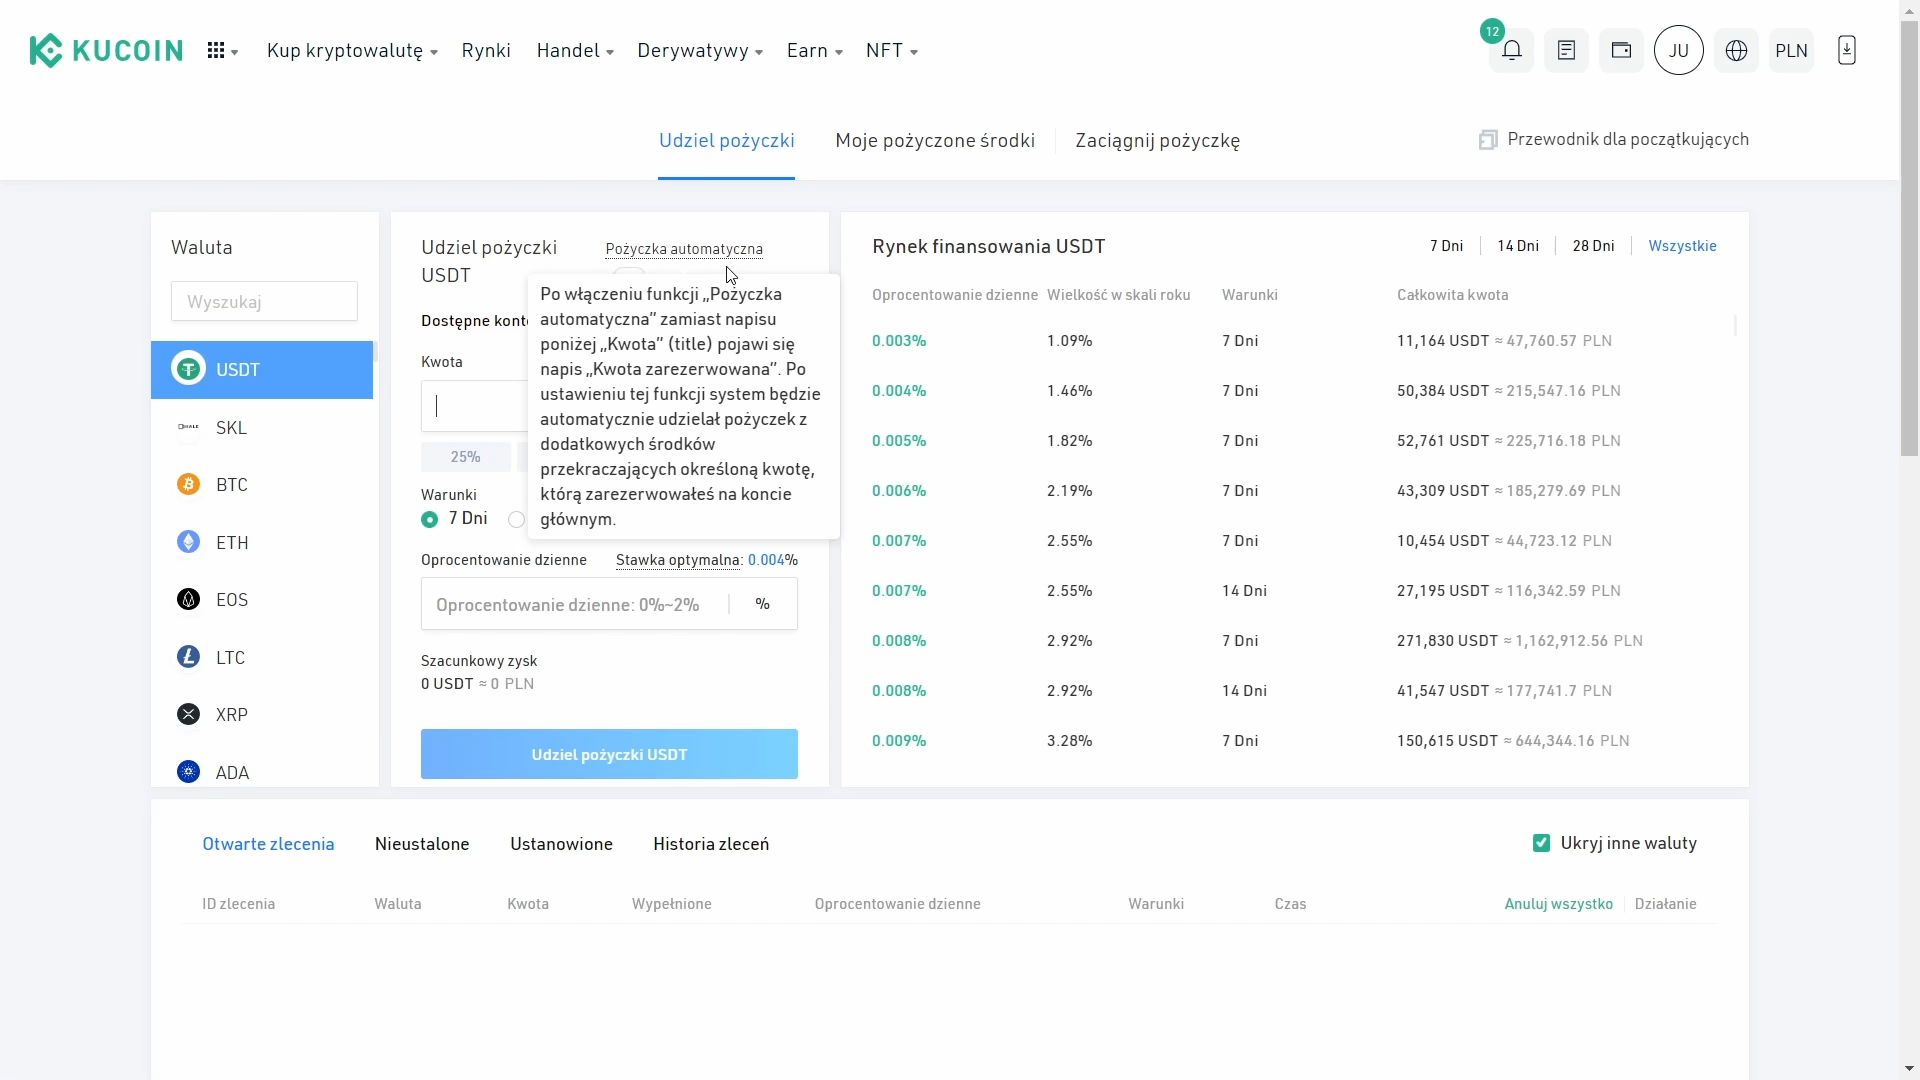 KUCOIN
Kup kryptowalutę
Rynki
Handel
Derywatywy
Earn
NFT
12
JU
PLN
Udziel pożyczki
Moje pożyczone środki
Zaciągnij pożyczkę
Przewodnik dla początkujących
Waluta
Wyszukaj
USDT
SKL
BTC
ETH
EOS
LTC
XRP
ADA
Udziel pożyczki
USDT
Pożyczka automatyczna
Dostępne
Kwota
25%
Warunki
7 Dni
Po włączeniu funkcji „Pożyczka
automatyczna” zamiast napisu
poniżej „Kwota” (title) pojawi się
napis „Kwota zarezerwowana”. Po
ustawieniu tej funkcji system będzie
automatycznie udzielał pożyczek z
dodatkowych środków
przekraczających określoną kwotę,
którą zarezerwowałeś na koncie
głównym.
Oprocentowanie dzienne
Stawka optymalna: 0.004%
Oprocentowanie dzienne: 0%~2%
%
Szacunkowy zysk
0 USDT ≈ 0 PLN
Udziel pożyczki USDT
Rynek finansowania USDT
7 Dni
14 Dni
28 Dni
Wszystkie
Oprocentowanie dzienne Wielkość w skali roku Warunki Całkowita kwota
0.003% 1.09% 7 Dni 11,164 USDT ≈ 47,760.57 PLN
0.004% 1.46% 7 Dni 50,384 USDT ≈ 215,547.16 PLN
0.005% 1.82% 7 Dni 52,761 USDT ≈ 225,716.18 PLN
0.006% 2.19% 7 Dni 43,309 USDT ≈ 185,279.69 PLN
0.007% 2.55% 7 Dni 10,454 USDT ≈ 44,723.12 PLN
0.007% 2.55% 14 Dni 27,195 USDT ≈ 116,342.59 PLN
0.008% 2.92% 7 Dni 271,830 USDT ≈ 1,162,912.56 PLN
0.008% 2.92% 14 Dni 41,547 USDT ≈ 177,741.7 PLN
0.009% 3.28% 7 Dni 150,615 USDT ≈ 644,344.16 PLN
Otwarte zlecenia
Nieustalone
Ustanowione
Historia zleceń
Ukryj inne waluty
ID zlecenia Waluta Kwota Wypełnione Oprocentowanie dzienne Warunki Czas Anuluj wszystko Działanie